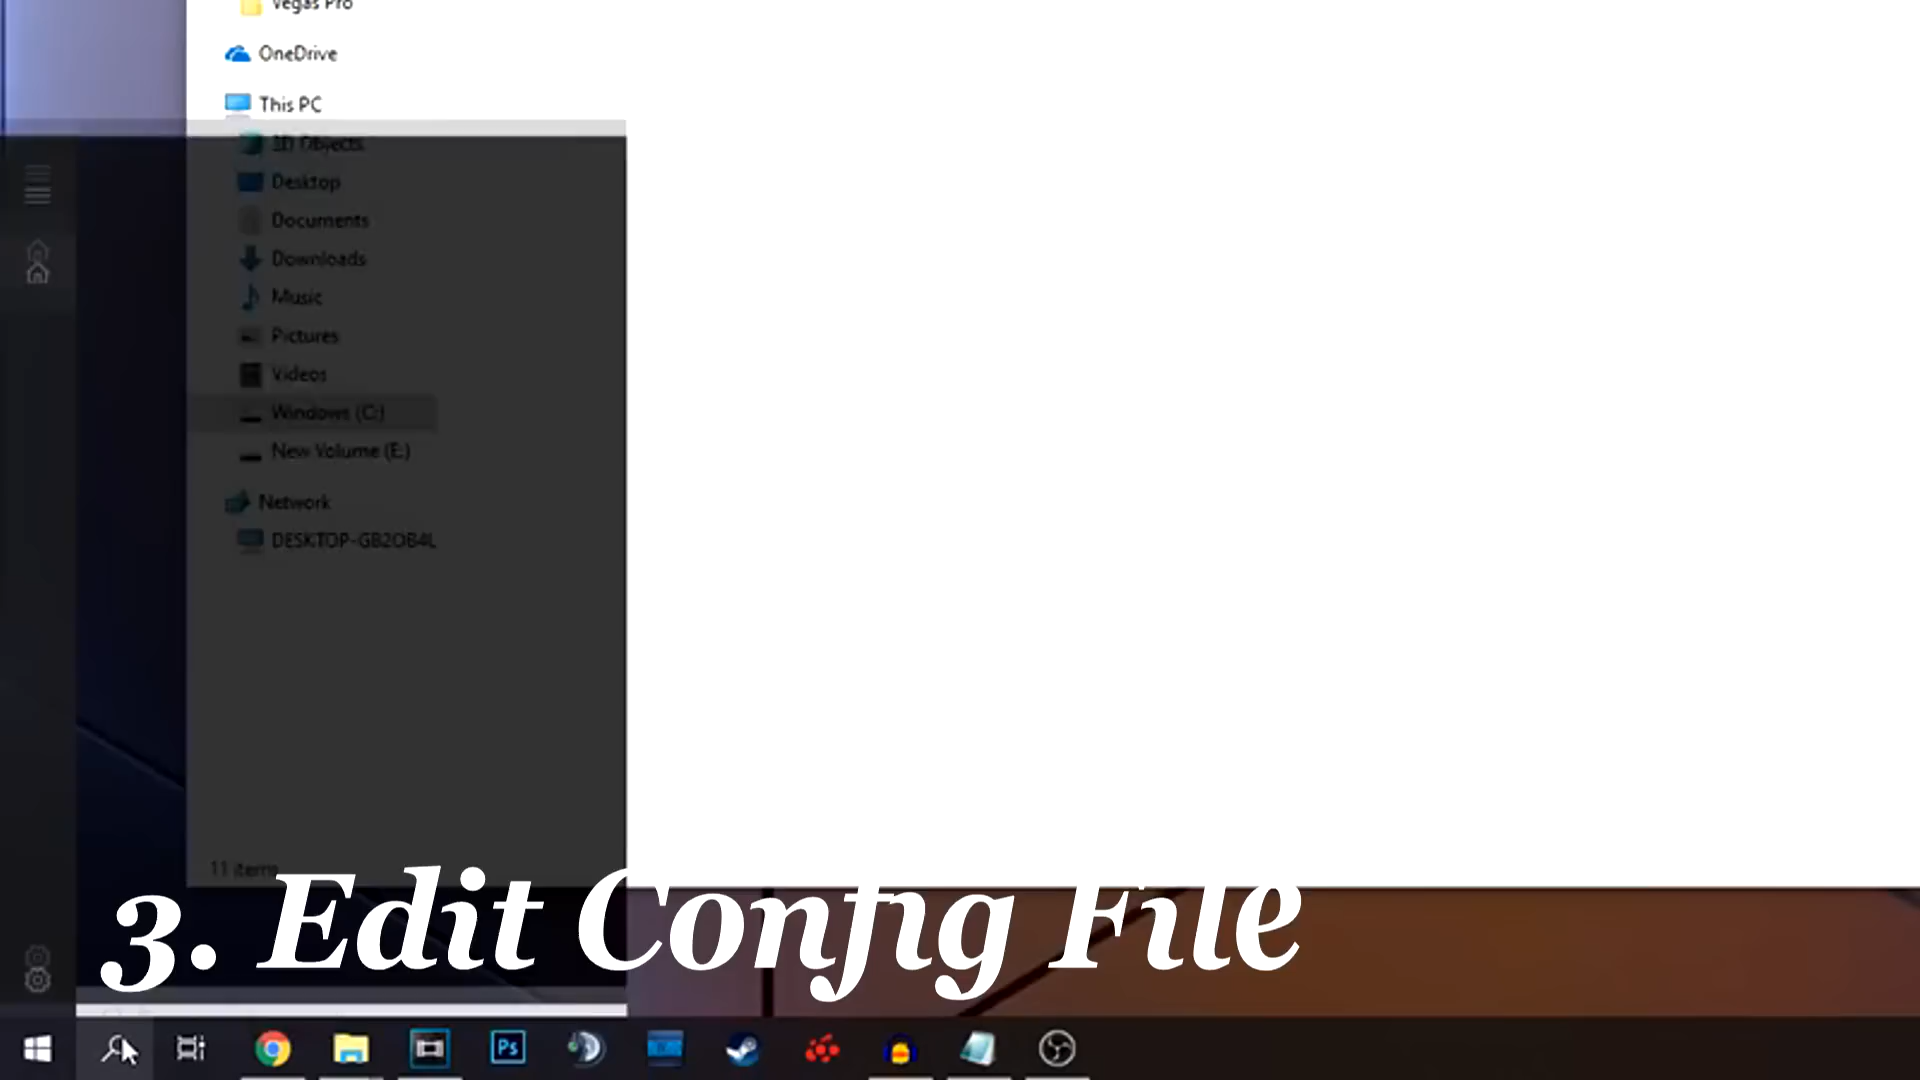 Vegas Pro
OneDrive
This PC
3D Objects
Desktop
Documents
Downloads
Music
Pictures
Videos
Windows (C:)
New Volume (E:)
Network
DESKTOP-GB2OB4L
11 items
3. Edit Config File
Ps